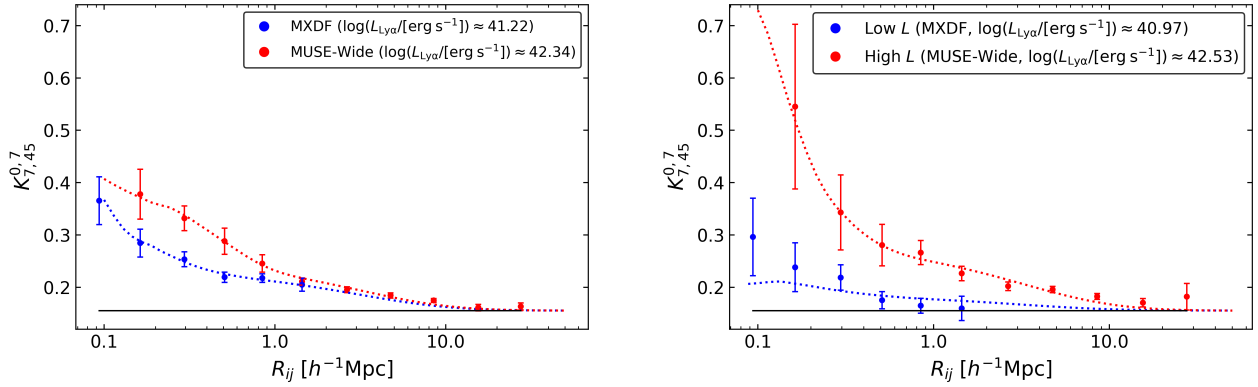 MXDF (log(L_Lyα/[erg s⁻¹]) ≈ 41.22)
MUSE-Wide (log(L_Lyα/[erg s⁻¹]) ≈ 42.34)
0.7
0.6
0.5
0.4
0.3
0.2
K^{0,7}_{7,45}
0.1
1.0
10.0
R_ij [h⁻¹Mpc]
Low L (MXDF, log(L_Lyα/[erg s⁻¹]) ≈ 40.97)
High L (MUSE-Wide, log(L_Lyα/[erg s⁻¹]) ≈ 42.53)
0.7
0.6
0.5
0.4
0.3
0.2
K^{0,7}_{7,45}
0.1
1.0
10.0
R_ij [h⁻¹Mpc]